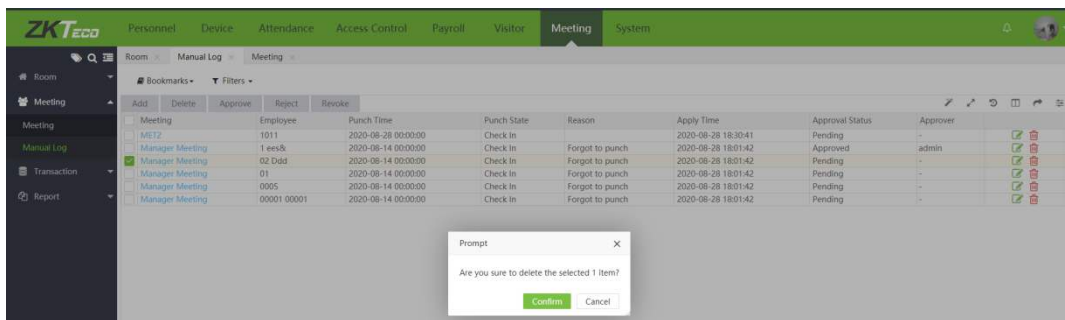 ZKTECO Personnel Device Attendance Access Control Payroll Visitor Meeting System
Room Manual Log Meeting
Room Bookmarks Filters
Meeting Add Delete Approve Reject Revoke
Meeting Employee Punch Time Punch State Reason Apply Time Approval Status Approver
Meeting METZ 1011 2020-08-28 00:00:00 Check In 2020-08-28 18:30:41 Pending -
Manager Meeting 1 ees& 2020-08-14 00:00:00 Check In Forgot to punch 2020-08-28 18:01:42 Approved admin
Manual Log Manager Meeting 02 Ddd 2020-08-14 00:00:00 Check In Forgot to punch 2020-08-28 18:01:42 Pending -
Transaction Manager Meeting 01 2020-08-14 00:00:00 Check In Forgot to punch 2020-08-28 18:01:42 Pending -
Manager Meeting 0005 2020-08-14 00:00:00 Check In Forgot to punch 2020-08-28 18:01:42 Pending -
Report Manager Meeting 00001 00001 2020-08-14 00:00:00 Check In Forgot to punch 2020-08-28 18:01:42 Pending -
Prompt
Are you sure to delete the selected 1 item?
Confirm Cancel